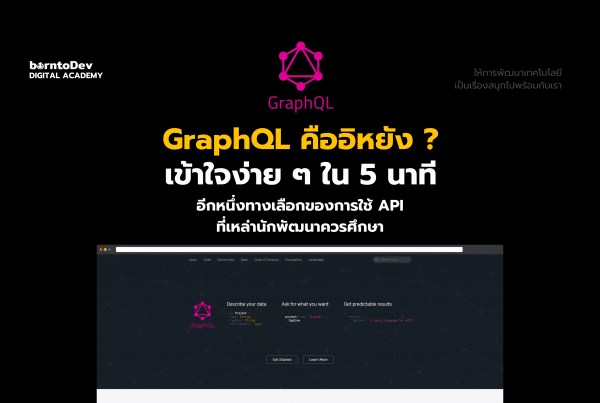 borntoDev
DIGITAL ACADEMY
ให้การพัฒนาเทคโนโลยี
เป็นเรื่องสนุกไปพร้อมกับเรา
GraphQL
GraphQL คืออิหยัง ?
เข้าใจง่าย ๆ ใน 5 นาที
อีกหนึ่งทางเลือกของการใช้ API
ที่เหล่านักพัฒนาควรศึกษา
Learn Code Community Spec Code of Conduct Foundation Landscape
GraphQL
Describe your data Ask for what you want Get predictable results
Get Started Learn More